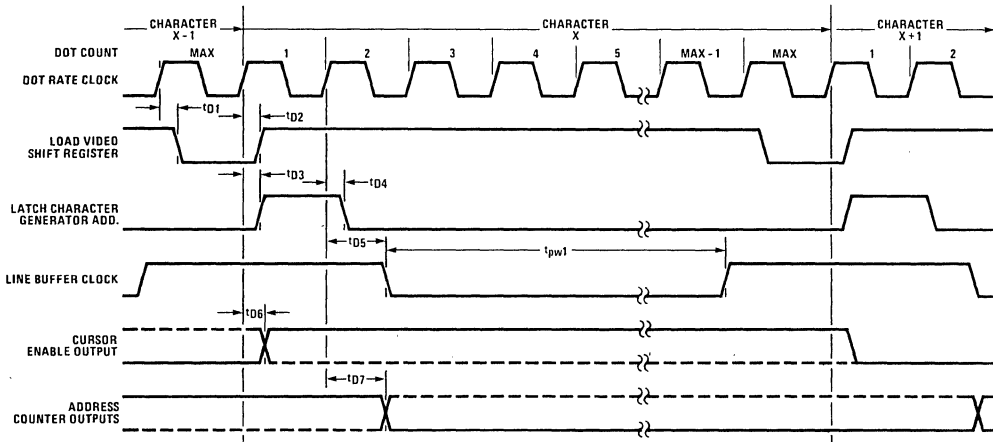 CHARACTER
X - 1
CHARACTER
X
CHARACTER
X+1
DOT COUNT
MAX 1 2 3 4 5 MAX - 1 MAX 1 2
DOT RATE CLOCK
tD1 tD2
LOAD VIDEO
SHIFT REGISTER
tD3 tD4
LATCH CHARACTER
GENERATOR ADD.
tD5 tpw1
LINE BUFFER CLOCK
tD6
CURSOR
ENABLE OUTPUT
tD7
ADDRESS
COUNTER OUTPUTS